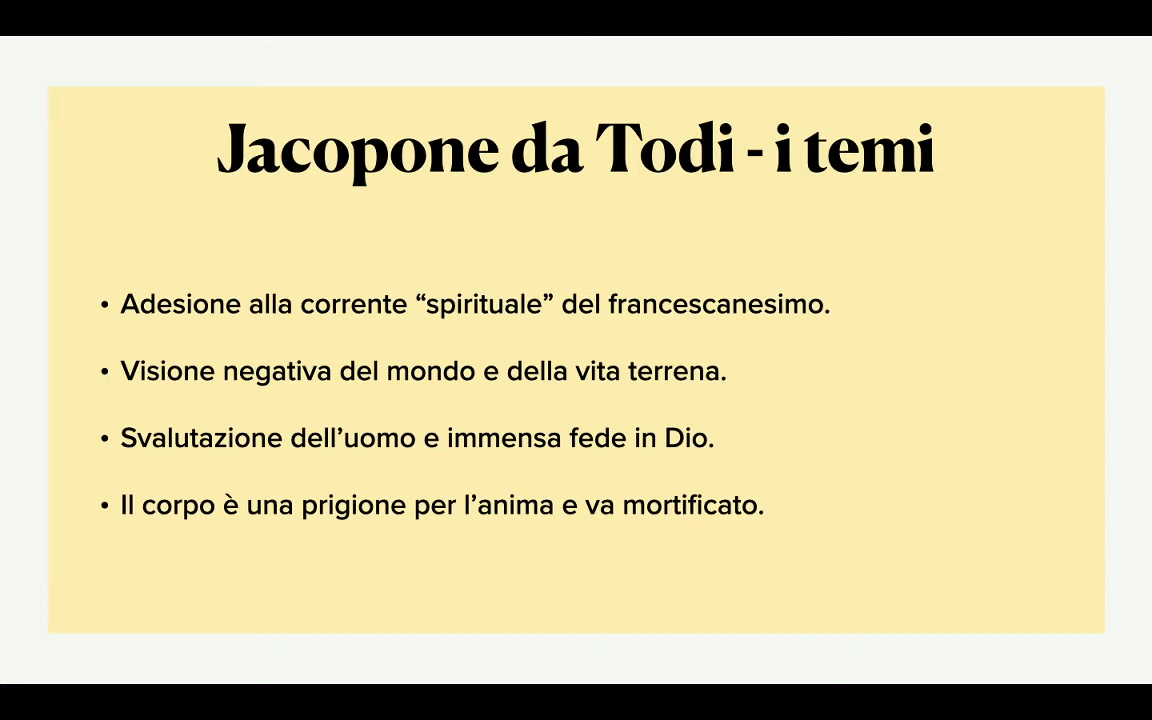 Jacopone da Todi - i temi
• Adesione alla corrente “spirituale” del francescanesimo.
• Visione negativa del mondo e della vita terrena.
• Svalutazione dell’uomo e immensa fede in Dio.
• Il corpo è una prigione per l’anima e va mortificato.